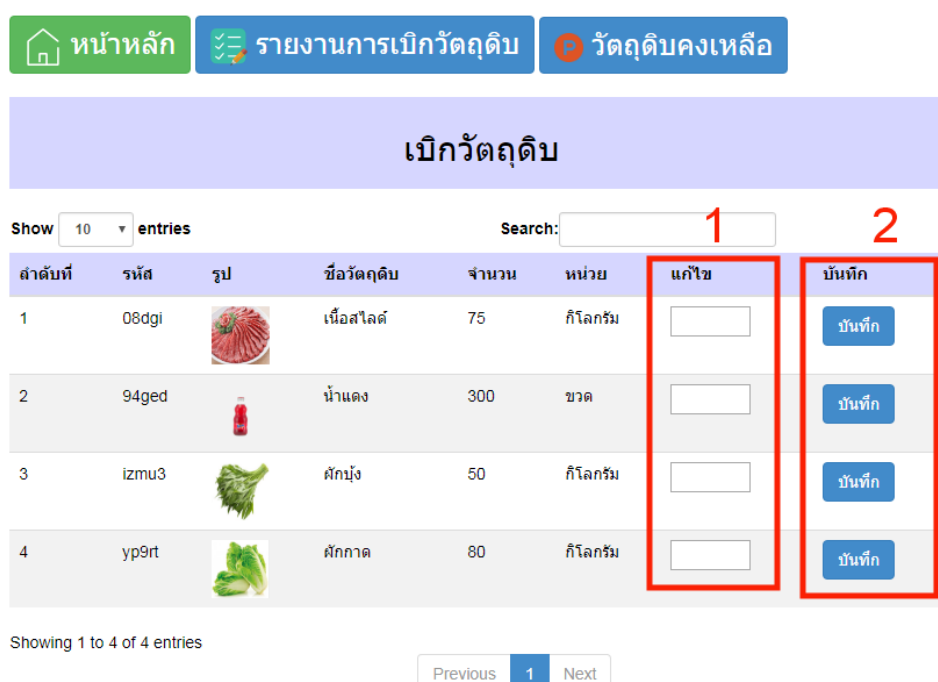 หน้าหลัก รายงานการเบิกวัตถุดิบ วัตถุดิบคงเหลือ
เบิกวัตถุดิบ
Show 10 entries Search: 1 2
ลำดับที่ รหัส รูป ชื่อวัตถุดิบ จำนวน หน่วย แก้ไข บันทึก
1 08dgi เนื้อสไลด์ 75 กิโลกรัม บันทึก
2 94ged น้ำแดง 300 ขวด บันทึก
3 izmu3 ผักบุ้ง 50 กิโลกรัม บันทึก
4 yp9rt ผักกาด 80 กิโลกรัม บันทึก
Showing 1 to 4 of 4 entries
Previous 1 Next